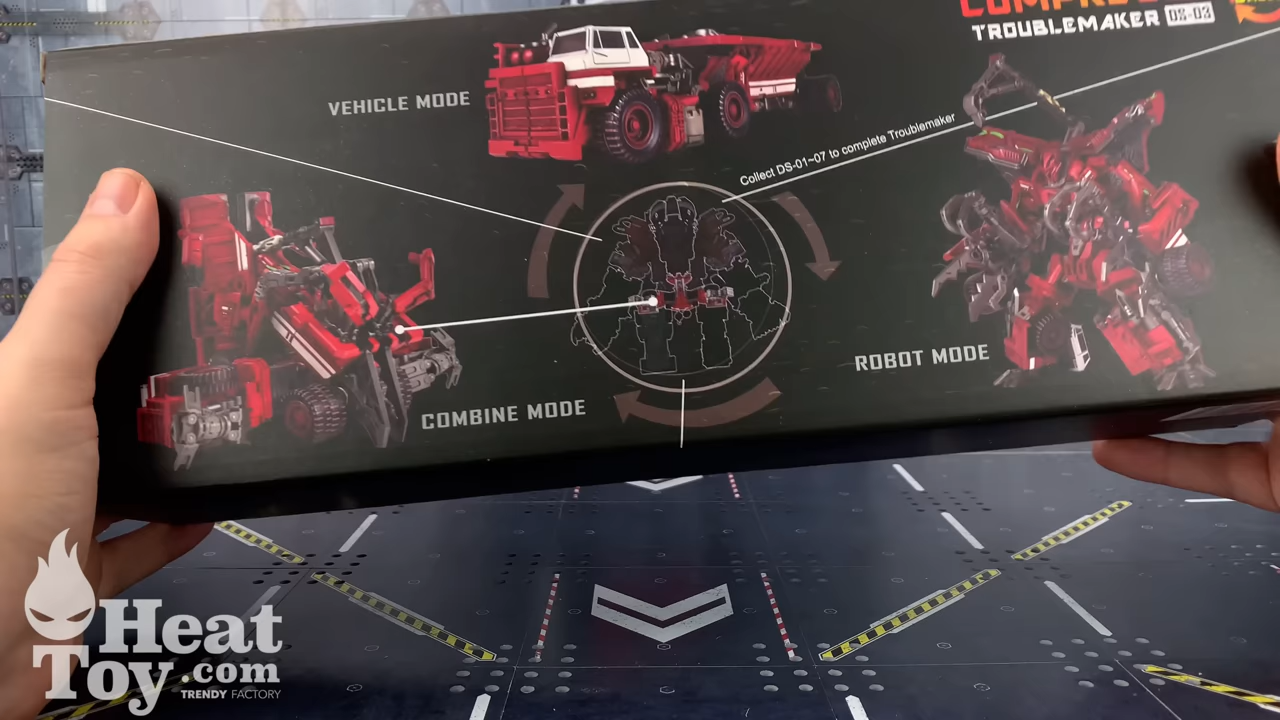 TROUBLEMAKER DS-03
VEHICLE MODE
Collect DS-01~07 to complete Troublemaker
ROBOT MODE
COMBINE MODE
Heat
Toy.com
TRENDY FACTORY